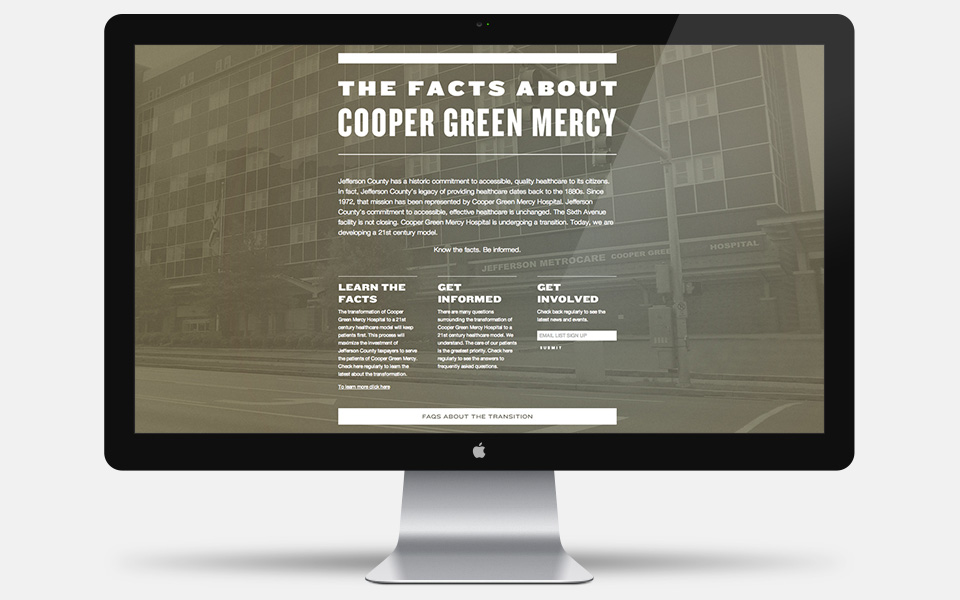 THE FACTS ABOUT
COOPER GREEN MERCY
Jefferson County has a historic commitment to accessible, quality healthcare to its citizens.
In fact, Jefferson County's legacy of providing healthcare dates back to the 1880s. Since
1972, that mission has been represented by Cooper Green Mercy Hospital. Jefferson
County's commitment to accessible, effective healthcare is unchanged. The Sixth Avenue
facility is not closing. Cooper Green Mercy Hospital is undergoing a transition. Today, we are
developing a 21st century model.
Know the facts. Be informed.
JEFFERSON METROCARE COOPER GREEN HOSPITAL
LEARN THE
FACTS
The transformation of Cooper
Green Mercy Hospital to a 21st
century healthcare model will keep
patients first. This process will
maximize the investment of
Jefferson County taxpayers to serve
the patients of Cooper Green Mercy.
Check here regularly to learn the
latest about the transformation.
To learn more click here
GET
INFORMED
There are many questions
surrounding the transformation of
Cooper Green Mercy Hospital to a
21st century healthcare model. We
understand. The care of our patients
is the greatest priority. Check here
regularly to see the answers to
frequently asked questions.
GET
INVOLVED
Check back regularly to see the
latest news and events.
EMAIL LIST SIGN UP
SUBMIT
FAQS ABOUT THE TRANSITION